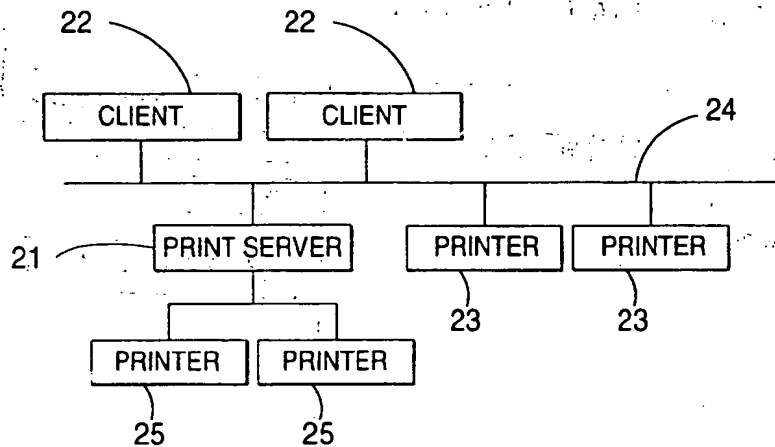 22 22
CLIENT CLIENT
24
21 PRINT SERVER PRINTER PRINTER
23 23
PRINTER PRINTER
25 25